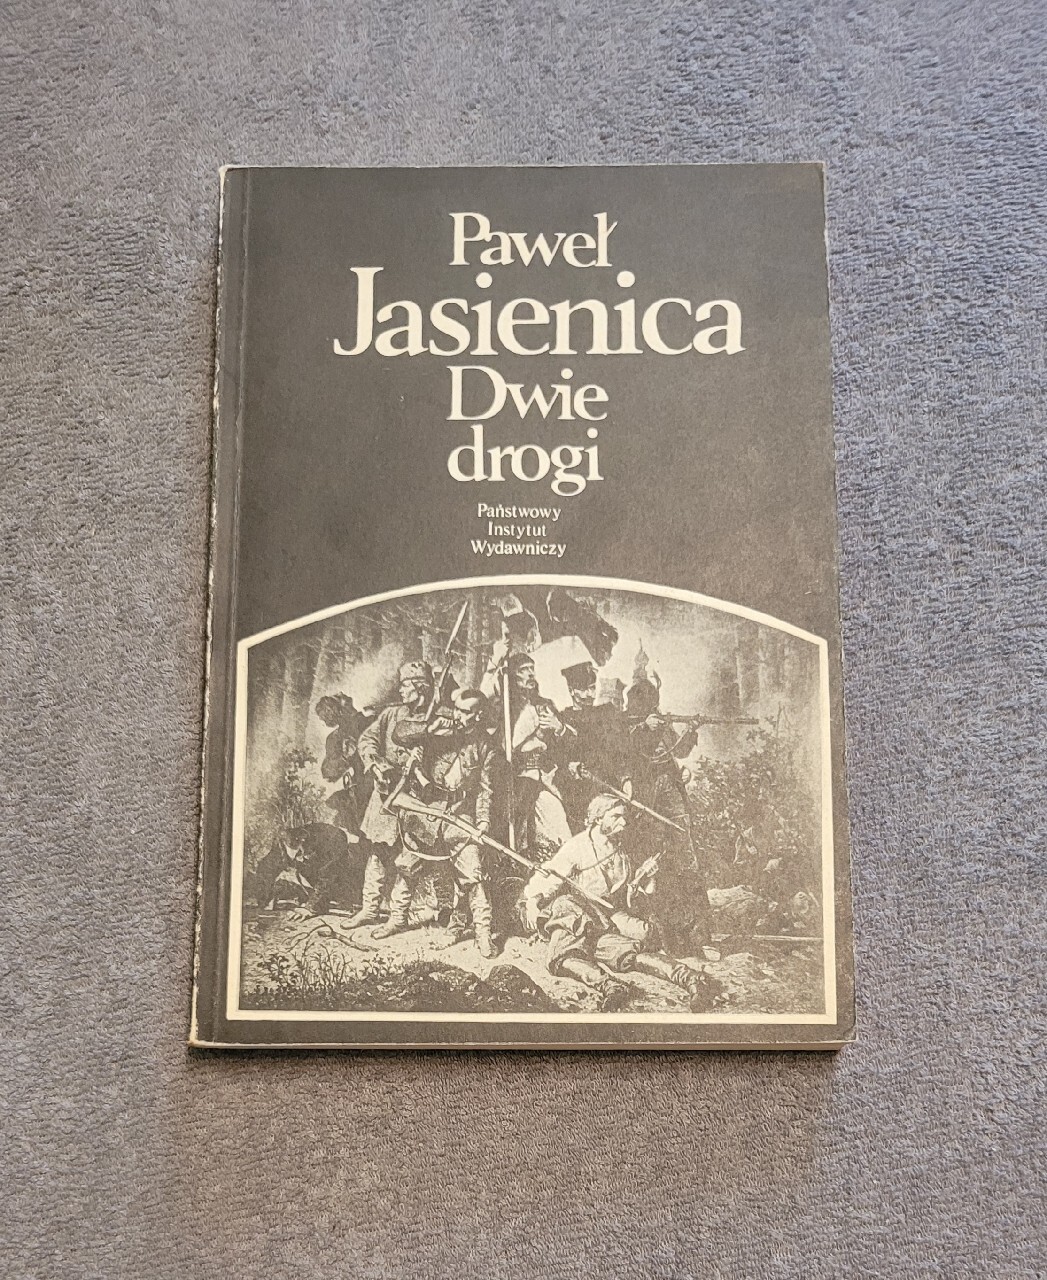 Paweł
Jasienica
Dwie
drogi
Państwowy
Instytut
Wydawniczy